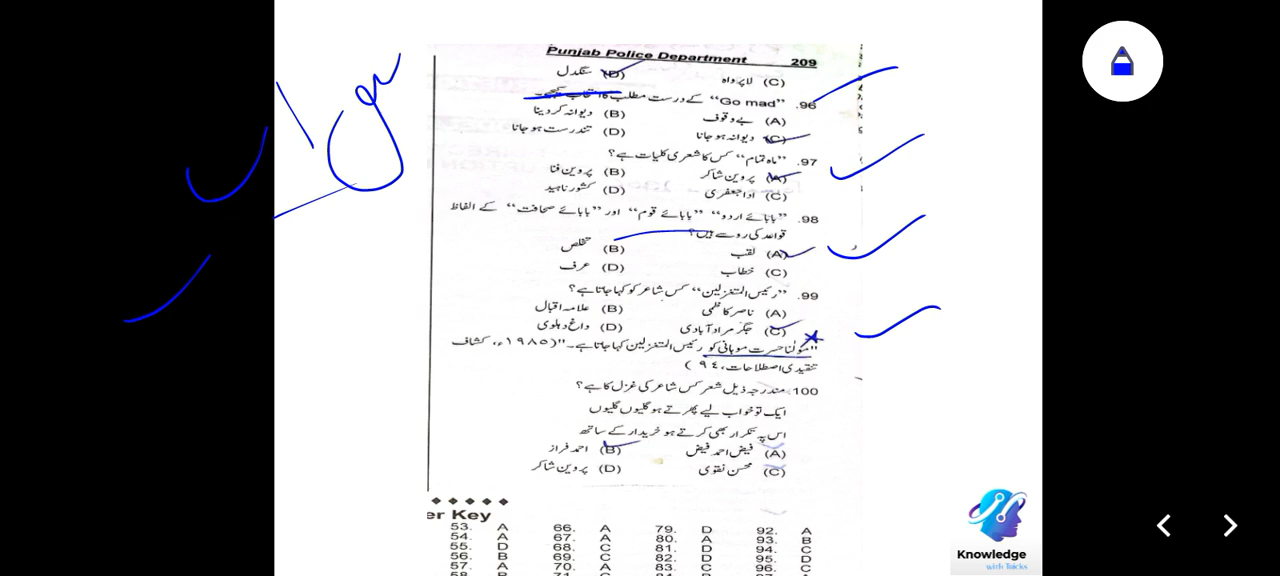 Punjab Police Department 209
(C) لاپرواہ (D) سنگدل
96. “Go mad” کے درست مطلب کا انتخاب کیجیے۔
(A) بے وقوف (B) دیوانہ کر دینا
(C) دیوانہ ہو جانا (D) تندرست ہو جانا
97. “ماہ تمام” کس کا شعری کلیات ہے؟
(A) پروین شاکر (B) پروین فنا
(C) ادا جعفری (D) کشور ناہید
98. “بابائے اردو” “بابائے قوم” اور “بابائے صحافت” کے الفاظ
قواعد کی رو سے ہیں؟
(A) لقب (B) تخلص
(C) خطاب (D) عرف
99. “رئیس المتغزلین” کس شاعر کو کہا جاتا ہے؟
(A) ناصر کاظمی (B) علامہ اقبال
(C) جگر مراد آبادی (D) داغ دہلوی
“مولٰنا حسرت موہانی کو رئیس المتغزلین کہا جاتا ہے۔” (۱۹۸۵ء، کشاف
تنقیدی اصطلاحات، ۹٤)
100. مندرجہ ذیل شعر کس شاعر کی غزل کا ہے؟
ایک تو خواب لیے پھرتے ہو گلیوں گلیوں
اس پہ تکرار بھی کرتے ہو خریدار کے ساتھ
(A) فیض احمد فیض (B) احمد فراز
(C) محسن نقوی (D) پروین شاکر
er Key
53. A 66. A 79. D 92. A
54. A 67. A 80. A 93. B
55. D 68. C 81. D 94. C
56. B 69. C 82. D 95. D
57. A 70. A 83. C 96. C
Knowledge
with Tricks